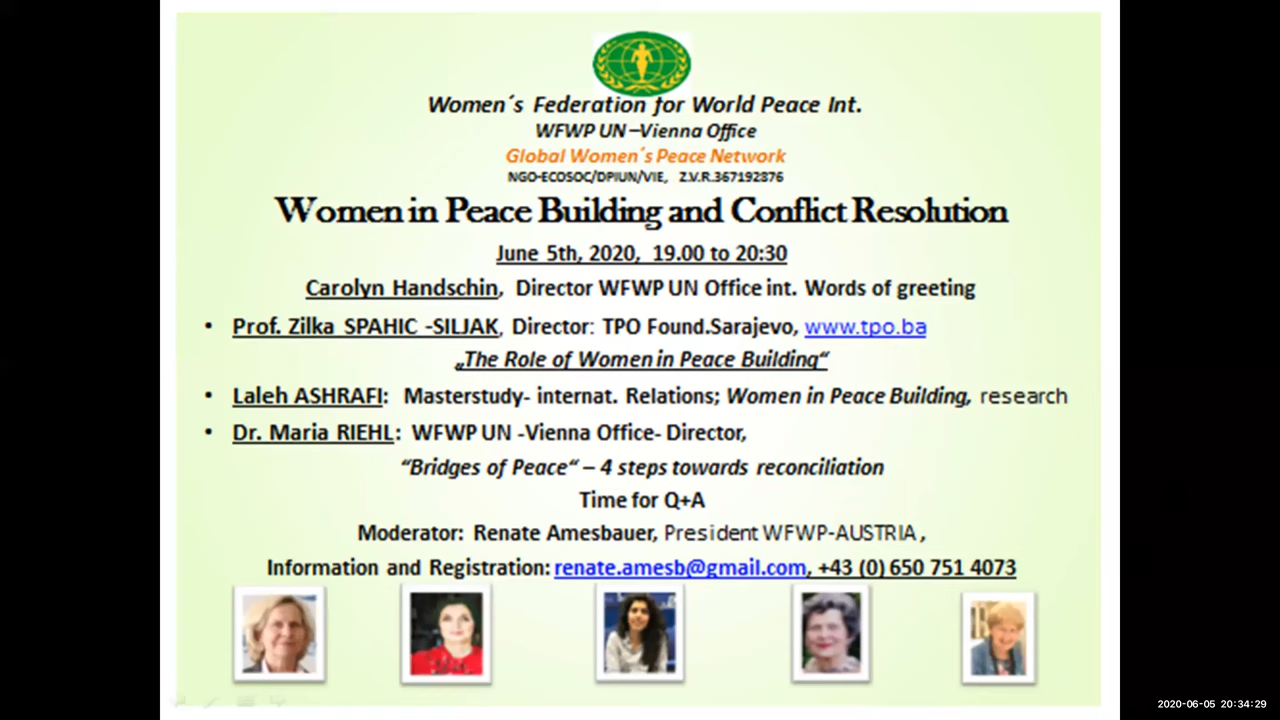 Women´s Federation for World Peace Int.
WFWP UN –Vienna Office
Global Women´s Peace Network
NGO-ECOSOC/DPIUN/VIE, Z.V.R.367192876
Women in Peace Building and Conflict Resolution
June 5th, 2020, 19.00 to 20:30
Carolyn Handschin, Director WFWP UN Office int. Words of greeting
• Prof. Zilka SPAHIC -SILJAK, Director: TPO Found.Sarajevo, www.tpo.ba
„The Role of Women in Peace Building“
• Laleh ASHRAFI: Masterstudy- internat. Relations; Women in Peace Building, research
• Dr. Maria RIEHL: WFWP UN -Vienna Office- Director,
“Bridges of Peace“ – 4 steps towards reconciliation
Time for Q+A
Moderator: Renate Amesbauer, President WFWP-AUSTRIA ,
Information and Registration: renate.amesb@gmail.com, +43 (0) 650 751 4073
2020-06-05 20:34:29